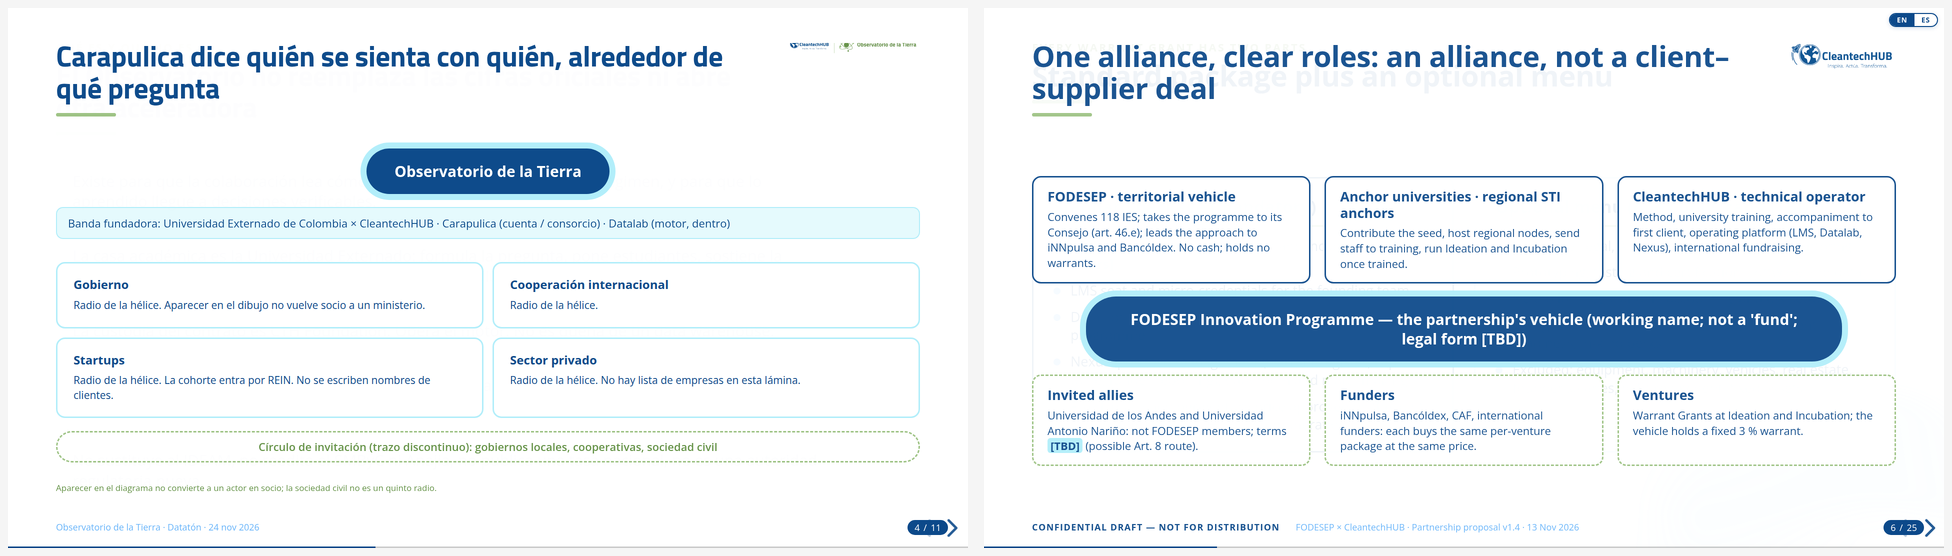 Carapulica dice quién se sienta con quién, alrededor de
qué pregunta
CleantechHUB
Observatorio de la Tierra
Observatorio de la Tierra
Banda fundadora: Universidad Externado de Colombia × CleantechHUB · Carapulica (cuenta / consorcio) · Datalab (motor, dentro)
Gobierno
Radio de la hélice. Aparecer en el dibujo no vuelve socio a un ministerio.
Cooperación internacional
Radio de la hélice.
Startups
Radio de la hélice. La cohorte entra por REIN. No se escriben nombres de
clientes.
Sector privado
Radio de la hélice. No hay lista de empresas en esta lámina.
Círculo de invitación (trazo discontinuo): gobiernos locales, cooperativas, sociedad civil
Aparecer en el diagrama no convierte a un actor en socio; la sociedad civil no es un quinto radio.
Observatorio de la Tierra · Datatón · 24 nov 2026
4 / 11
EN ES
One alliance, clear roles: an alliance, not a client–
supplier deal
Standard package plus an optional menu
CleantechHUB
Inspira. Actúa. Transforma.
FODESEP · territorial vehicle
Convenes 118 IES; takes the programme to its
Consejo (art. 46.e); leads the approach to
iNNpulsa and Bancóldex. No cash; holds no
warrants.
Anchor universities · regional STI
anchors
Contribute the seed, host regional nodes, send
staff to training, run Ideation and Incubation
once trained.
CleantechHUB · technical operator
Method, university training, accompaniment to
first client, operating platform (LMS, Datalab,
Nexus), international fundraising.
FODESEP Innovation Programme — the partnership's vehicle (working name; not a 'fund';
legal form [TBD])
Invited allies
Universidad de los Andes and Universidad
Antonio Nariño: not FODESEP members; terms
[TBD] (possible Art. 8 route).
Funders
iNNpulsa, Bancóldex, CAF, international
funders: each buys the same per-venture
package at the same price.
Ventures
Warrant Grants at Ideation and Incubation; the
vehicle holds a fixed 3 % warrant.
CONFIDENTIAL DRAFT — NOT FOR DISTRIBUTION
FODESEP × CleantechHUB · Partnership proposal v1.4 · 13 Nov 2026
6 / 25